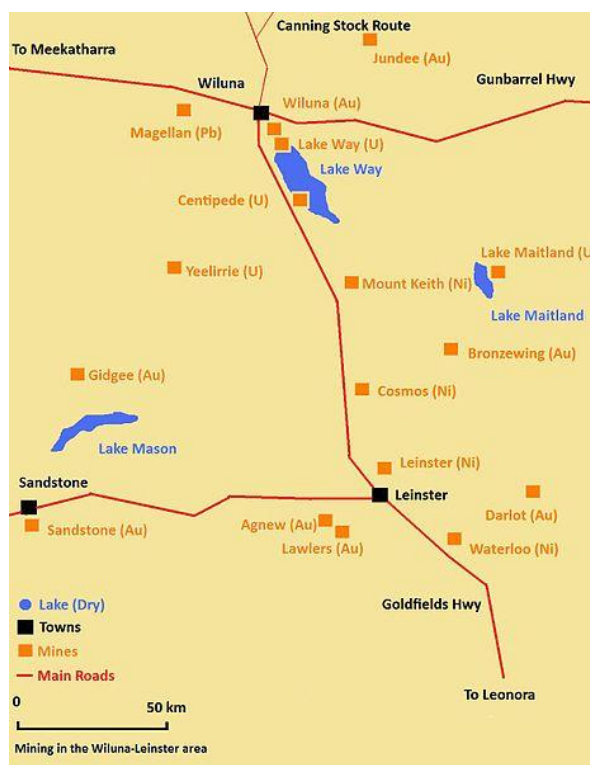 Canning Stock Route
To Meekatharra
Jundee (Au)
Wiluna
Gunbarrel Hwy
Wiluna (Au)
Magellan (Pb)
Lake Way (U)
Lake Way
Centipede (U)
Lake Maitland (U
Yeelirrie (U)
Mount Keith (Ni)
Lake Maitland
Bronzewing (Au)
Gidgee (Au)
Cosmos (Ni)
Lake Mason
Leinster (Ni)
Sandstone
Leinster
Darlot (Au)
Sandstone (Au)
Agnew (Au)
Lawlers (Au)
Waterloo (Ni)
Lake (Dry)
Goldfields Hwy
Towns
Mines
Main Roads
To Leonora
0 50 km
Mining in the Wiluna-Leinster area